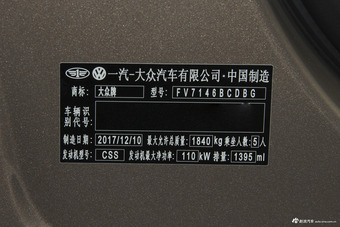 一汽-大众汽车有限公司·中国制造
商标: 大众牌 型号: FV7146BCDBG
车辆识别代号:
制造日期: 2017/12/10 最大允许总质量: 1840 kg 乘坐人数: 5 人
发动机型号: CSS 发动机最大净功率: 110 kW 排量: 1395 ml